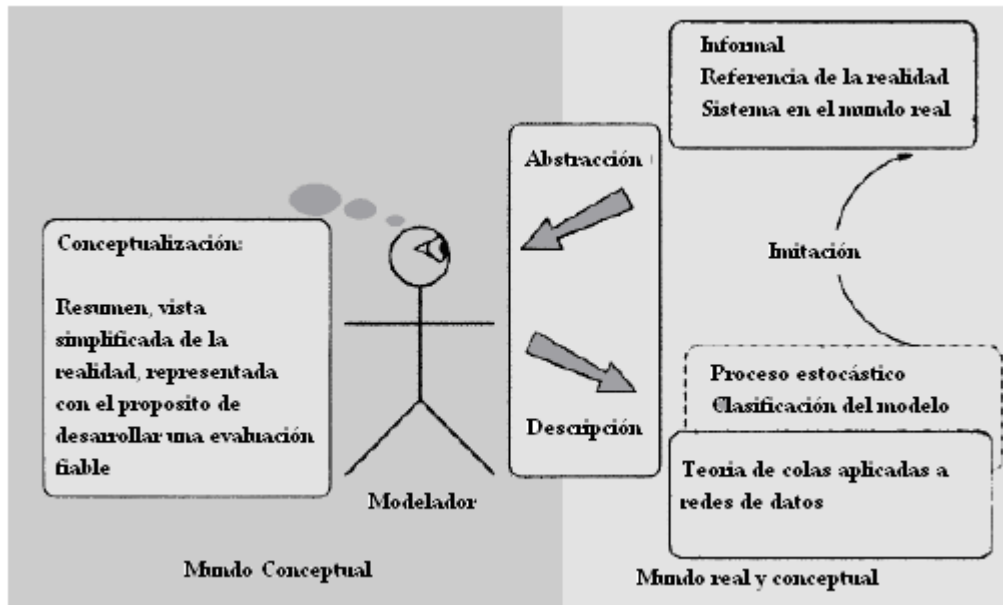 Informal
Referencia de la realidad
Sistema en el mundo real
Abstracción
Conceptualización:
Resumen, vista
simplificada de la
realidad, representada
con el proposito de
desarrollar una evaluación
fiable
Imitación
Proceso estocástico
Clasificación del modelo
Descripción
Teoria de colas aplicadas a
redes de datos
Modelador
Mundo Conceptual
Mundo real y conceptual